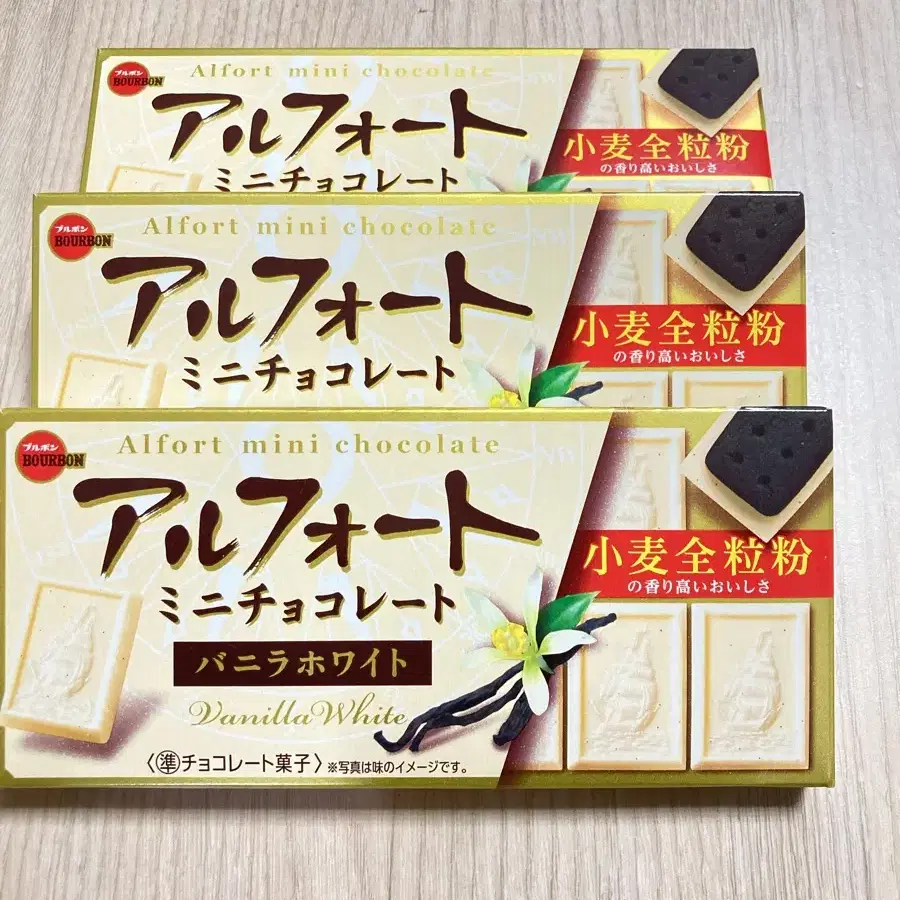 ブルボン
BOURBON
Alfort mini chocolate
アルフォート
ミニチョコレート
小麦全粒粉
の香り高いおいしさ
ブルボン
BOURBON
Alfort mini chocolate
アルフォート
ミニチョコレート
小麦全粒粉
の香り高いおいしさ
ブルボン
BOURBON
Alfort mini chocolate
アルフォート
ミニチョコレート
小麦全粒粉
の香り高いおいしさ
バニラホワイト
Vanilla White
〈準チョコレート菓子〉※写真は味のイメージです。